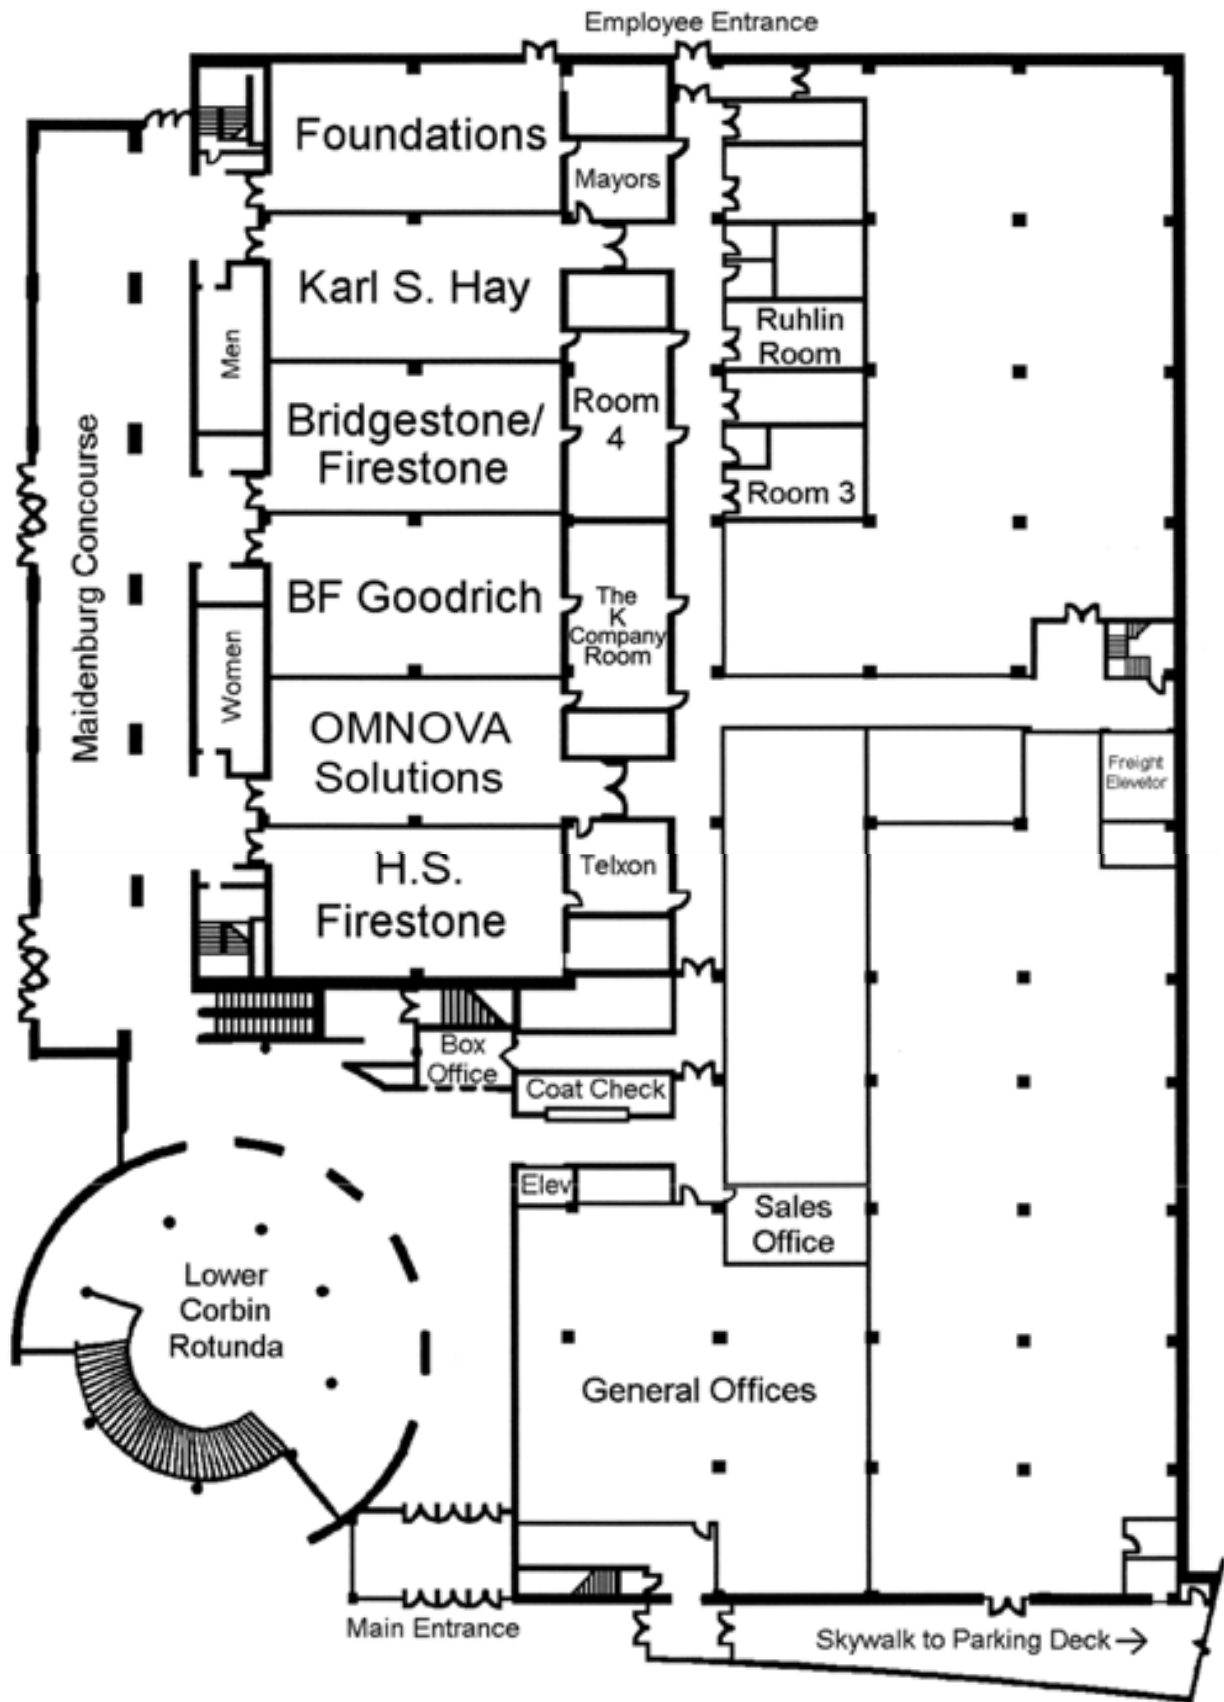 Employee Entrance
Foundations
Mayors
Karl S. Hay
Ruhlin
Room
Men
Bridgestone/
Firestone
Room
4
Room 3
Maidenburg Concourse
BF Goodrich
The
K
Company
Room
Women
OMNOVA
Solutions
Freight
Elevetor
H.S.
Firestone
Telxon
Box
Office
Coat Check
Elev
Sales
Office
Lower
Corbin
Rotunda
General Offices
Main Entrance
Skywalk to Parking Deck →